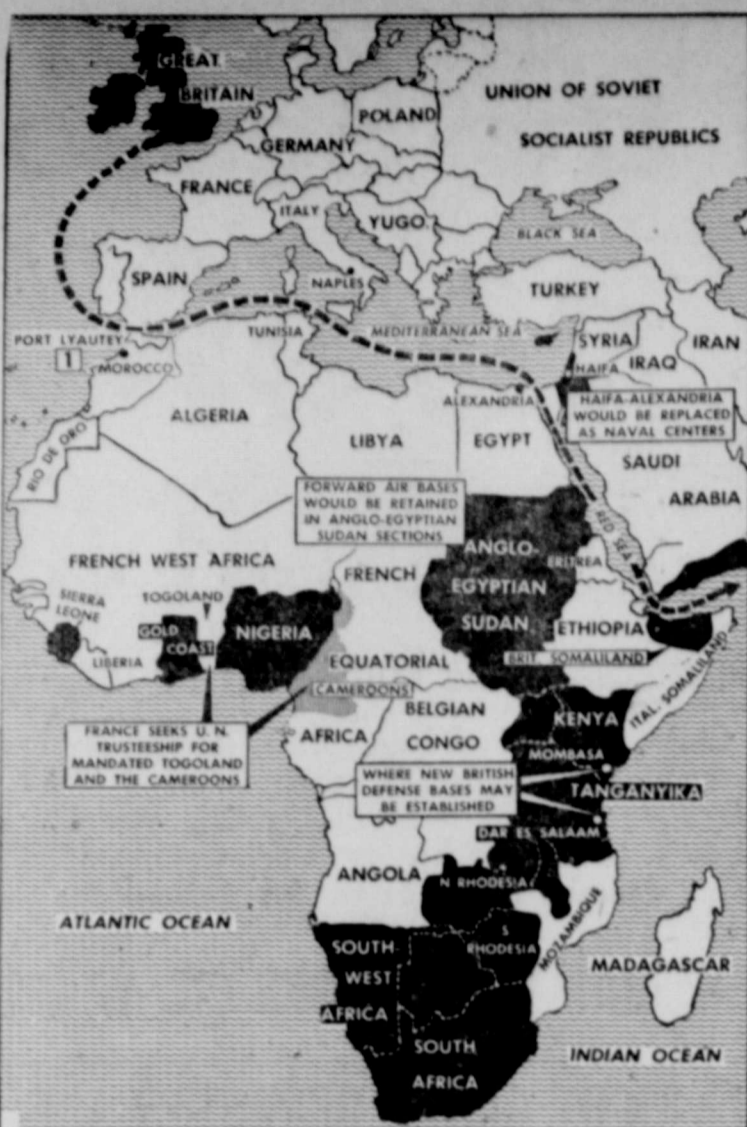 GREAT
BRITAIN
UNION OF SOVIET
SOCIALIST REPUBLICS
POLAND
GERMANY
FRANCE
ITALY
YUGO.
BLACK SEA
SPAIN
NAPLES
TURKEY
PORT LYAUTEY
1
MOROCCO
TUNISIA
MEDITERRANEAN SEA
SYRIA
IRAN
HAIFA
IRAQ
ALGERIA
ALEXANDRIA
HAIFA-ALEXANDRIA
WOULD BE REPLACED
AS NAVAL CENTERS
RIO DE ORO
LIBYA
EGYPT
SAUDI
ARABIA
FORWARD AIR BASES
WOULD BE RETAINED
IN ANGLO-EGYPTIAN
SUDAN SECTIONS
RED SEA
FRENCH WEST AFRICA
FRENCH
EQUATORIAL
AFRICA
ANGLO-
EGYPTIAN
SUDAN
ERITREA
SIERRA
LEONE
TOGOLAND
GOLD
COAST
NIGERIA
LIBERIA
ETHIOPIA
BRIT. SOMALILAND
ITAL. SOMALILAND
CAMEROONS
FRANCE SEEKS U. N.
TRUSTEESHIP FOR
MANDATED TOGOLAND
AND THE CAMEROONS
BELGIAN
CONGO
KENYA
MOMBASA
WHERE NEW BRITISH
DEFENSE BASES MAY
BE ESTABLISHED
TANGANYIKA
DAR ES SALAAM
ANGOLA
N RHODESIA
ATLANTIC OCEAN
SOUTH
WEST
AFRICA
S
RHODESIA
MOZAMBIQUE
MADAGASCAR
SOUTH
AFRICA
INDIAN OCEAN